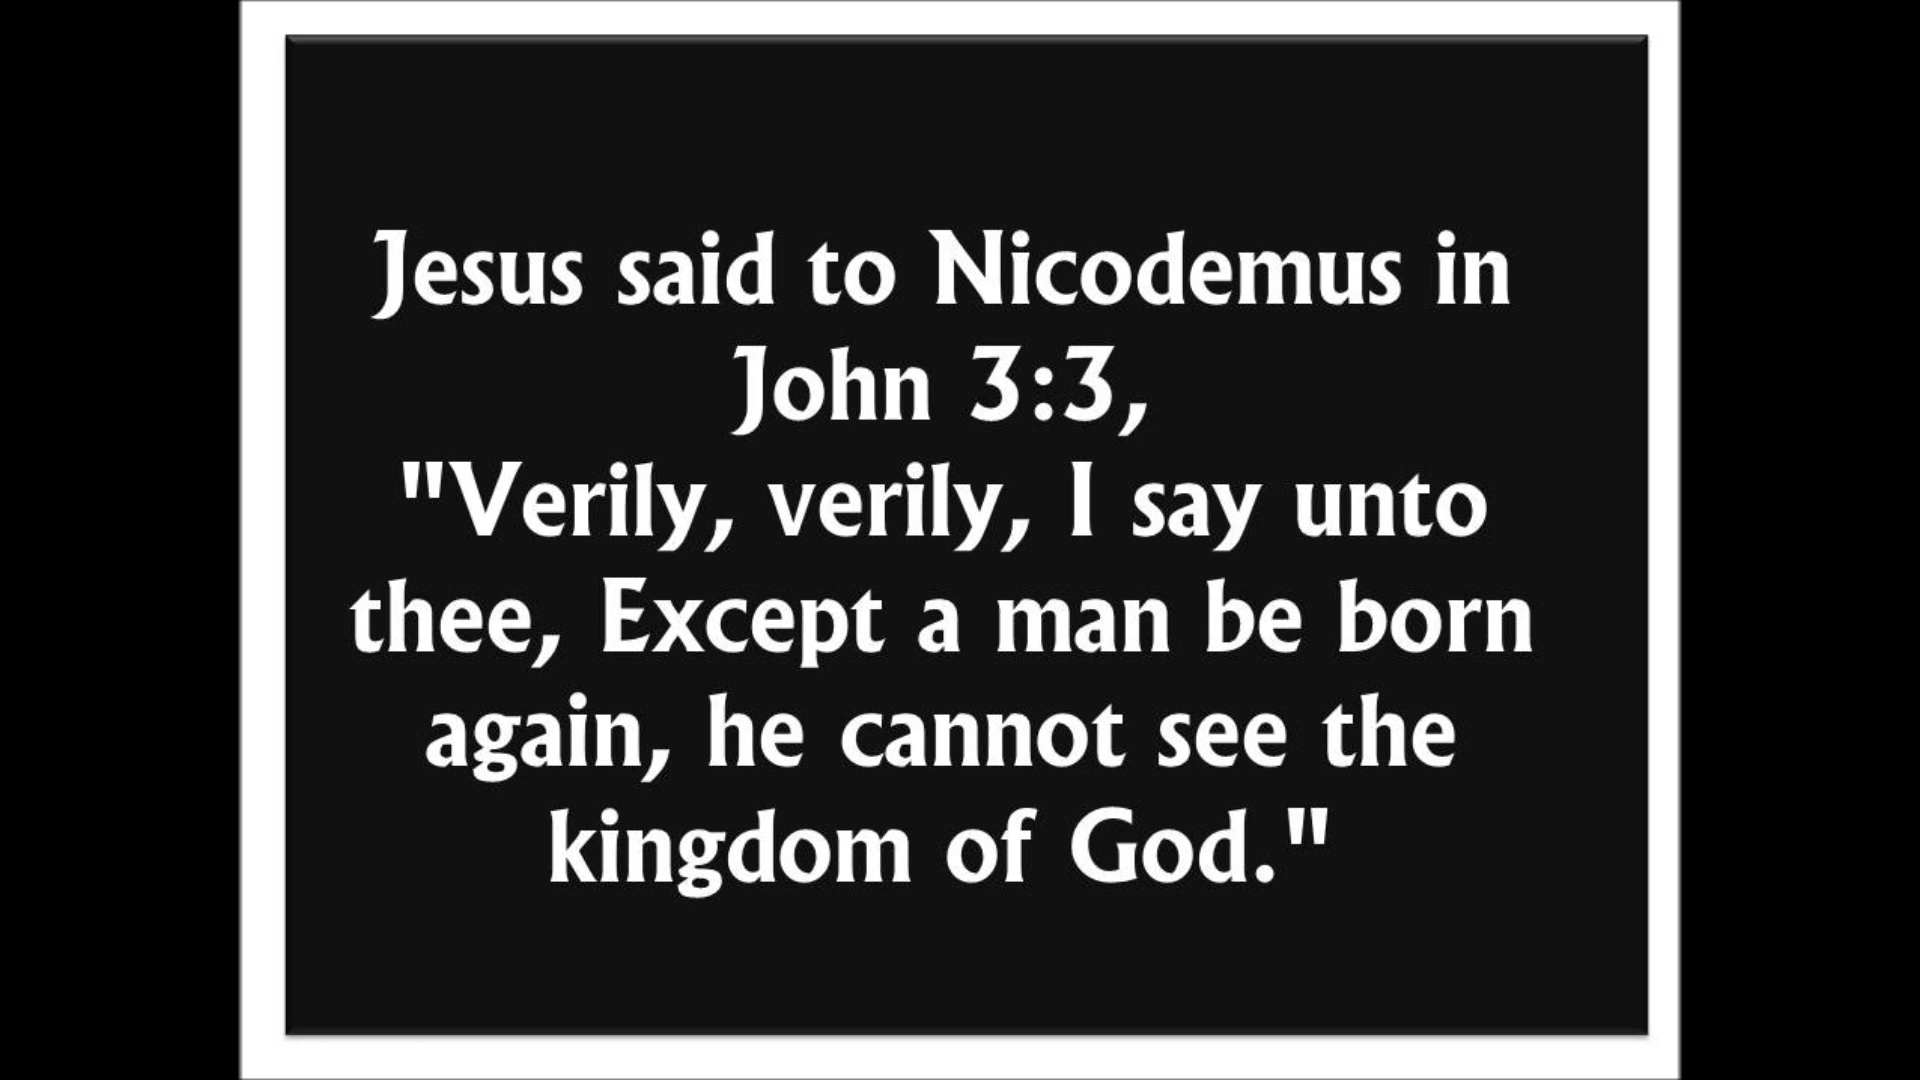 Jesus said to Nicodemus in
John 3:3,
"Verily, verily, I say unto
thee, Except a man be born
again, he cannot see the
kingdom of God."